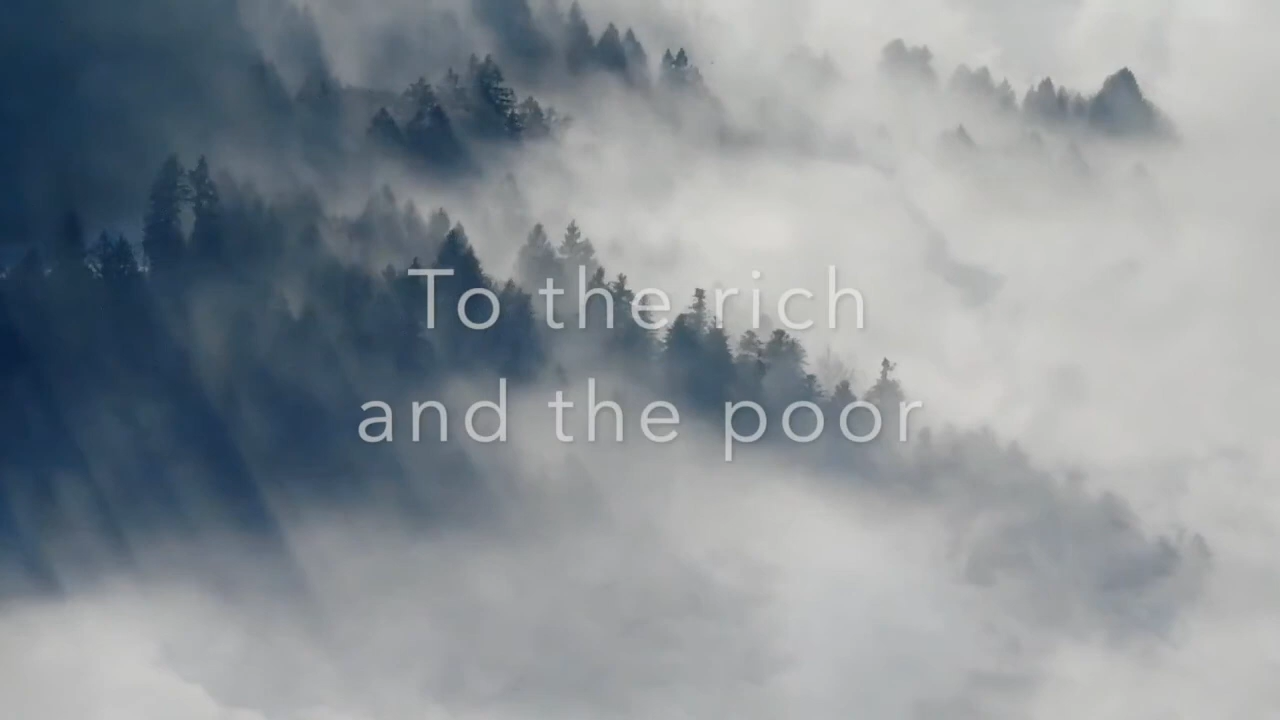 To the rich
and the poor